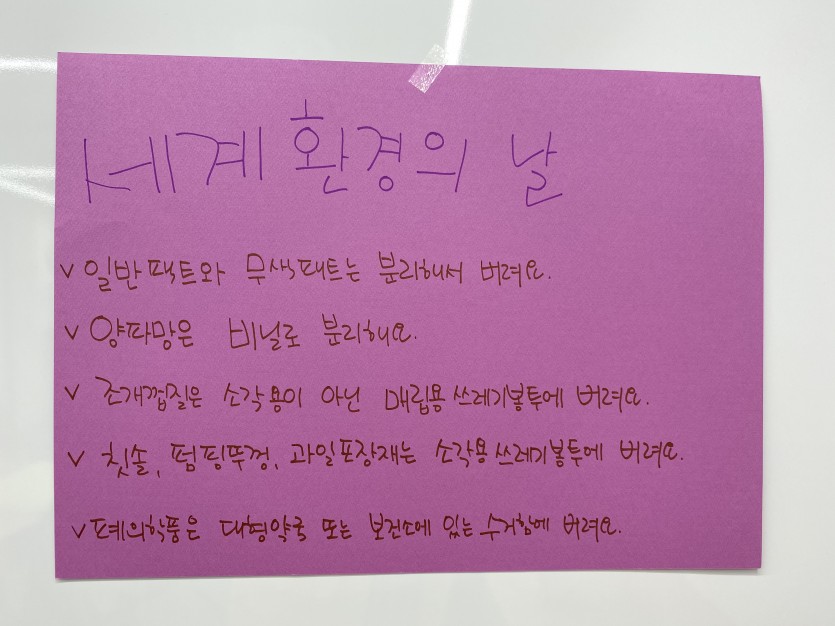 세계 환경의 날
v 일반팩트와 무색패트는 분리해서 버려요.
v 양파망은 비닐로 분리해요.
v 조개껍질은 소각용이 아닌 매립용 쓰레기봉투에 버려요.
v 칫솔, 펌핑뚜껑, 과일포장재는 소각용 쓰레기봉투에 버려요.
v 폐의학품은 대형약국 또는 보건소에 있는 수거함에 버려요.